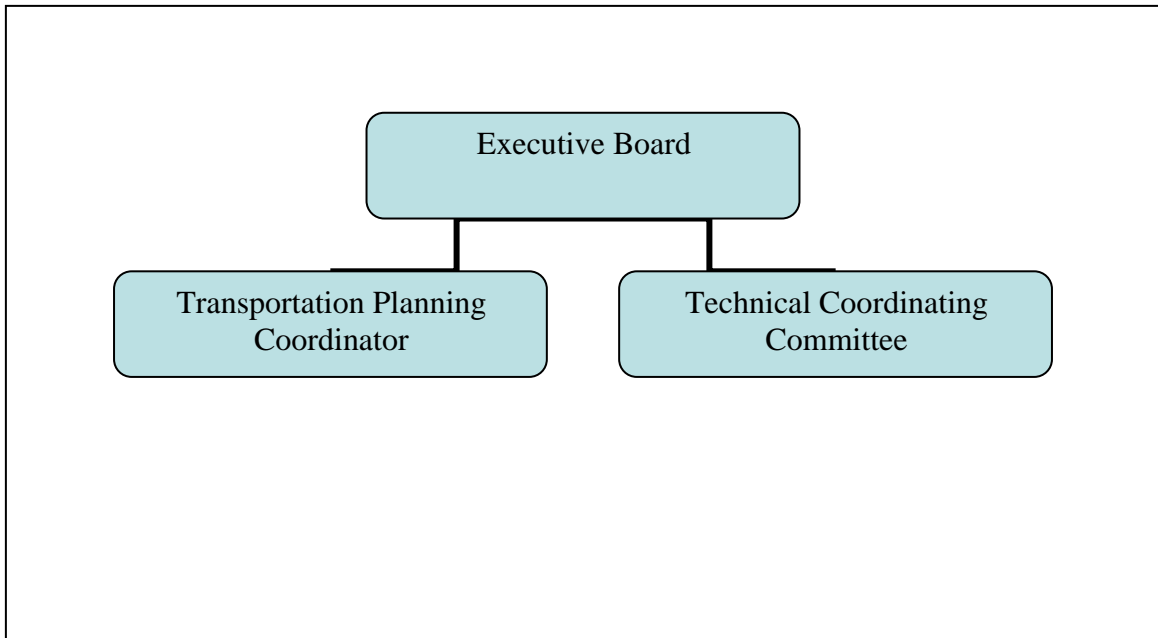 Executive Board
Transportation Planning
Coordinator
Technical Coordinating
Committee